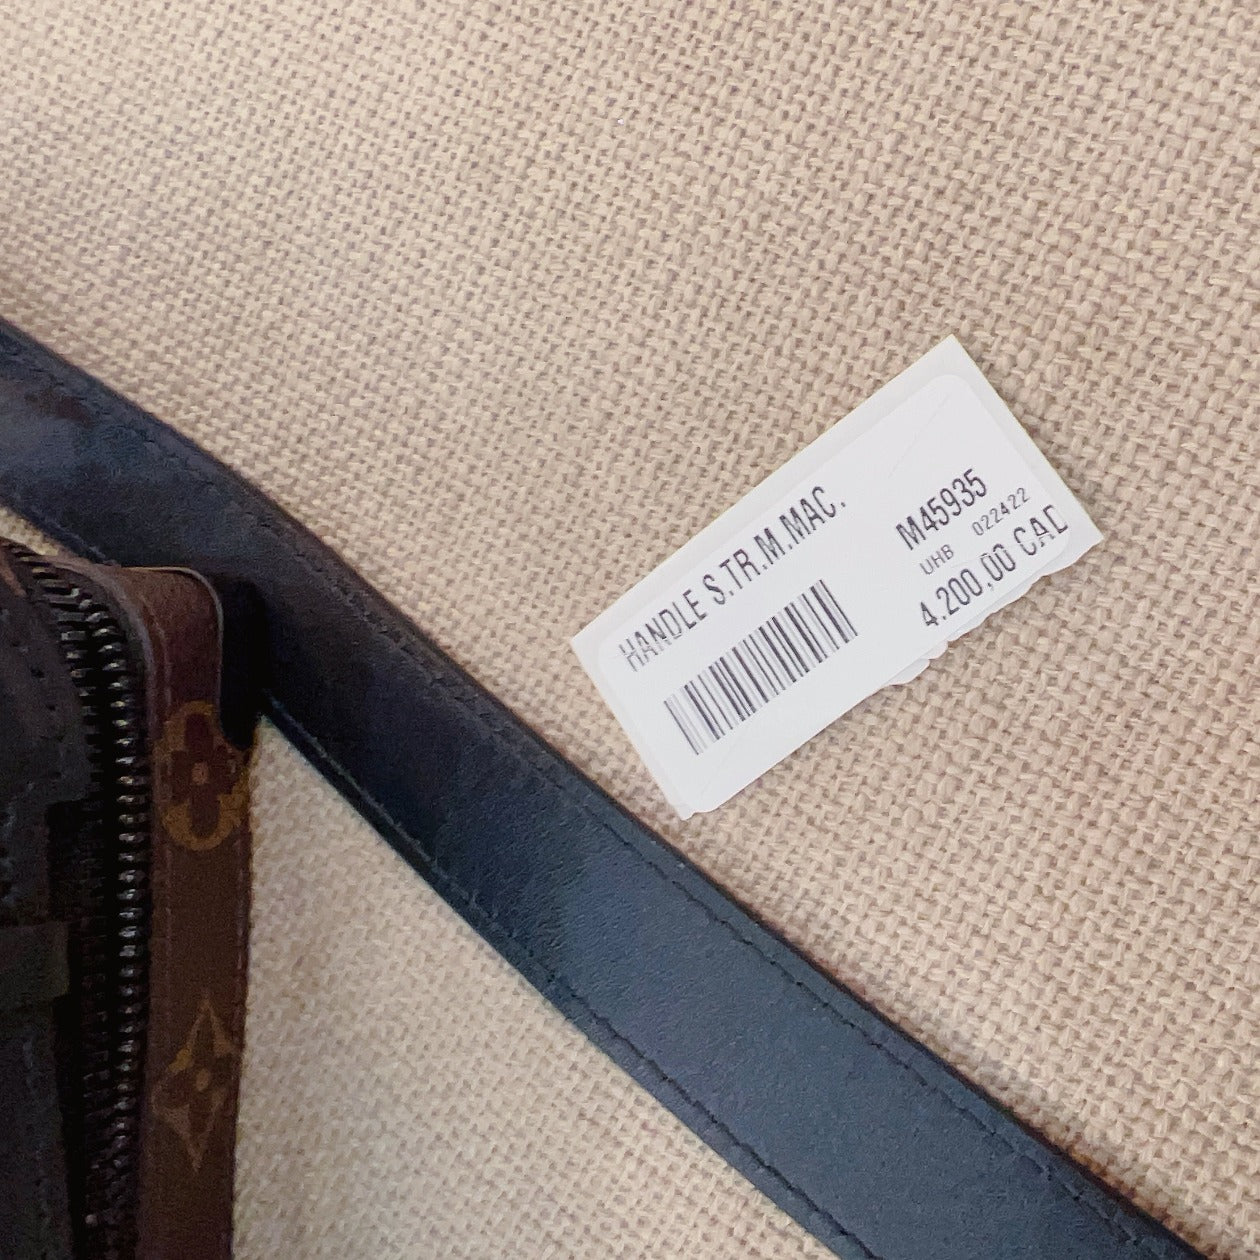 HANDLE S.TR.M.MAC.
M45935
UHB 022422
4.200,00 CAD